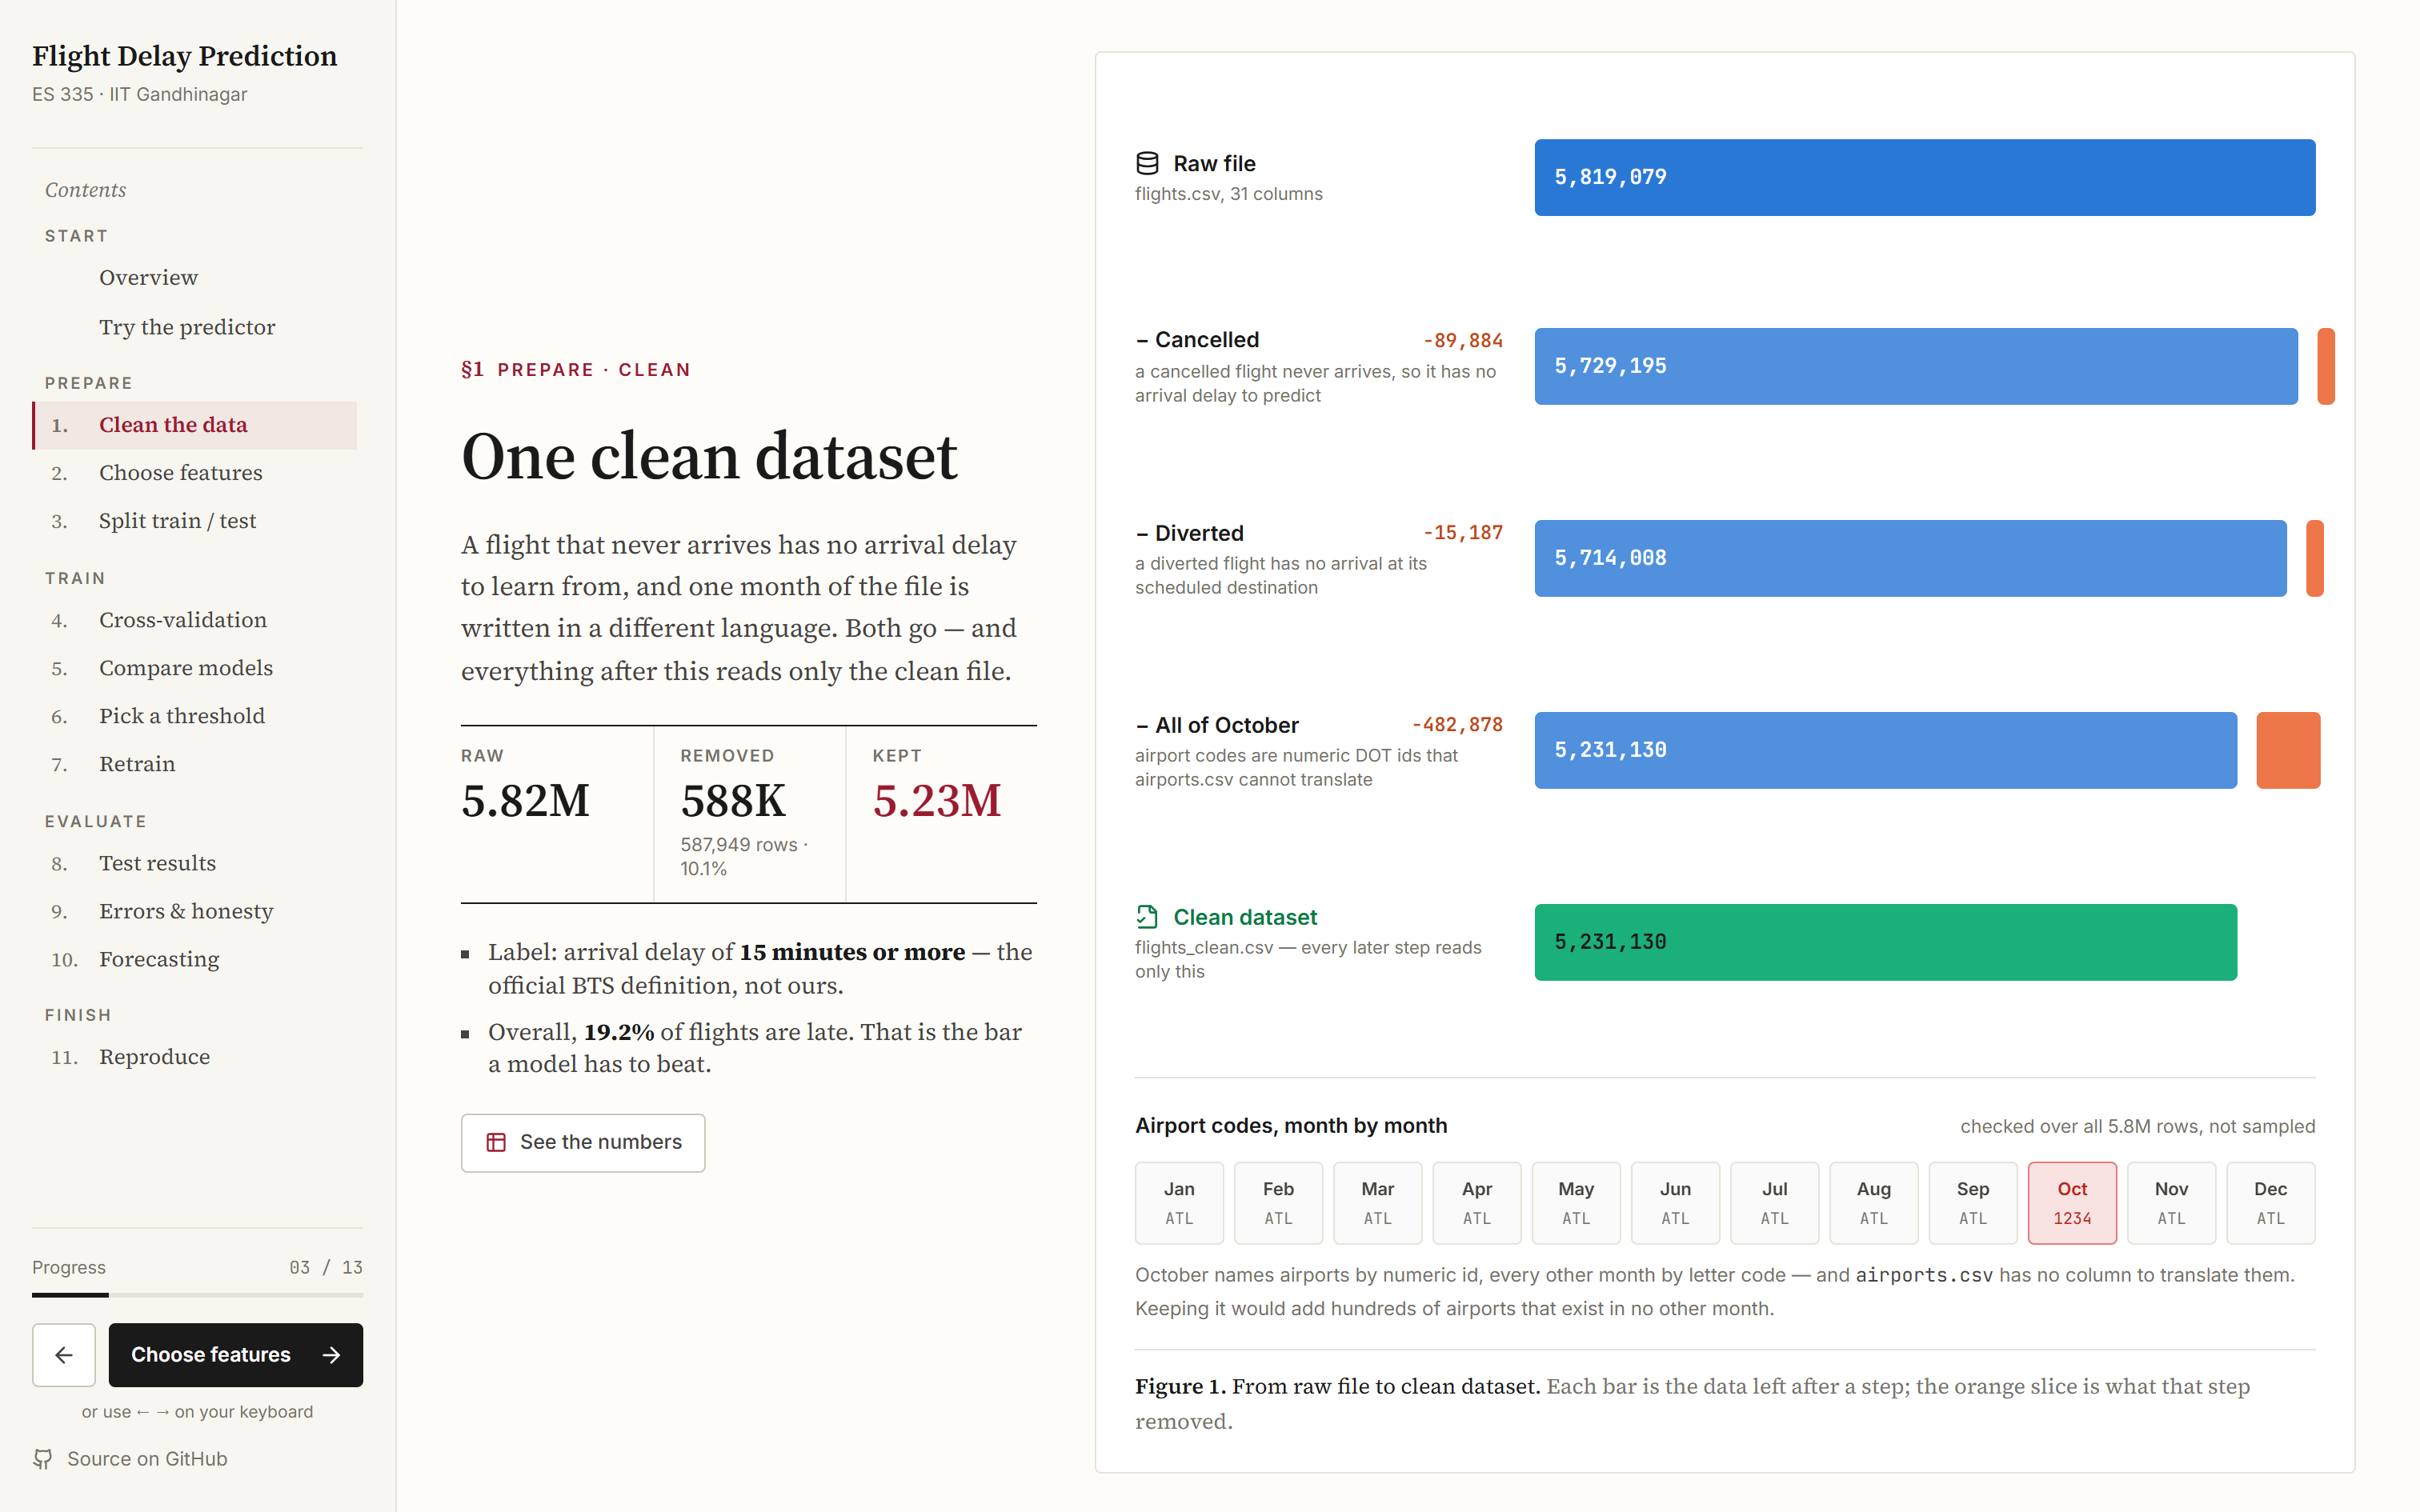 Flight Delay Prediction
ES 335 · IIT Gandhinagar
Contents
START
Overview
Try the predictor
PREPARE
1. Clean the data
2. Choose features
3. Split train / test
TRAIN
4. Cross-validation
5. Compare models
6. Pick a threshold
7. Retrain
EVALUATE
8. Test results
9. Errors & honesty
10. Forecasting
FINISH
11. Reproduce
Progress 03 / 13
← Choose features →
or use ← → on your keyboard
Source on GitHub
§1 PREPARE · CLEAN
One clean dataset
A flight that never arrives has no arrival delay
to learn from, and one month of the file is
written in a different language. Both go — and
everything after this reads only the clean file.
RAW
5.82M
REMOVED
588K
587,949 rows ·
10.1%
KEPT
5.23M
Label: arrival delay of 15 minutes or more — the
official BTS definition, not ours.
Overall, 19.2% of flights are late. That is the bar
a model has to beat.
See the numbers
Raw file
flights.csv, 31 columns
5,819,079
– Cancelled -89,884
a cancelled flight never arrives, so it has no
arrival delay to predict
5,729,195
– Diverted -15,187
a diverted flight has no arrival at its
scheduled destination
5,714,008
– All of October -482,878
airport codes are numeric DOT ids that
airports.csv cannot translate
5,231,130
Clean dataset
flights_clean.csv — every later step reads
only this
5,231,130
Airport codes, month by month checked over all 5.8M rows, not sampled
Jan Feb Mar Apr May Jun Jul Aug Sep Oct Nov Dec
ATL ATL ATL ATL ATL ATL ATL ATL ATL 1234 ATL ATL
October names airports by numeric id, every other month by letter code — and airports.csv has no column to translate them.
Keeping it would add hundreds of airports that exist in no other month.
Figure 1. From raw file to clean dataset. Each bar is the data left after a step; the orange slice is what that step
removed.